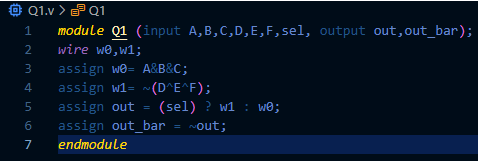 Q1.v > Q1
1 module Q1 (input A,B,C,D,E,F,sel, output out,out_bar);
2 wire w0,w1;
3 assign w0= A&B&C;
4 assign w1= ~(D^E^F);
5 assign out = (sel) ? w1 : w0;
6 assign out_bar = ~out;
7 endmodule